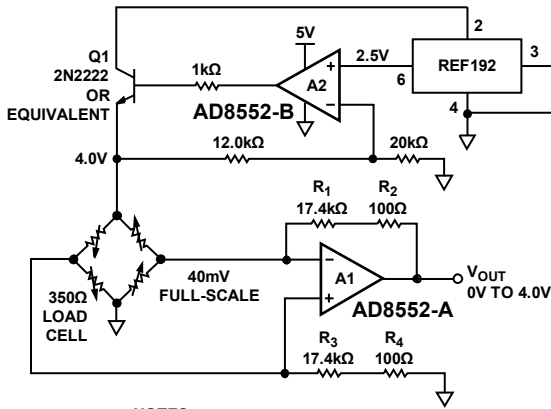 2
Q1
2N2222
OR
EQUIVALENT
1kΩ
5V
+
A2
−
AD8552-B
2.5V
6
REF192
3
4
4.0V
12.0kΩ
20kΩ
R1
17.4kΩ
R2
100Ω
350Ω
LOAD
CELL
40mV
FULL-SCALE
−
A1
+
AD8552-A
VOUT
0V TO 4.0V
R3
17.4kΩ
R4
100Ω